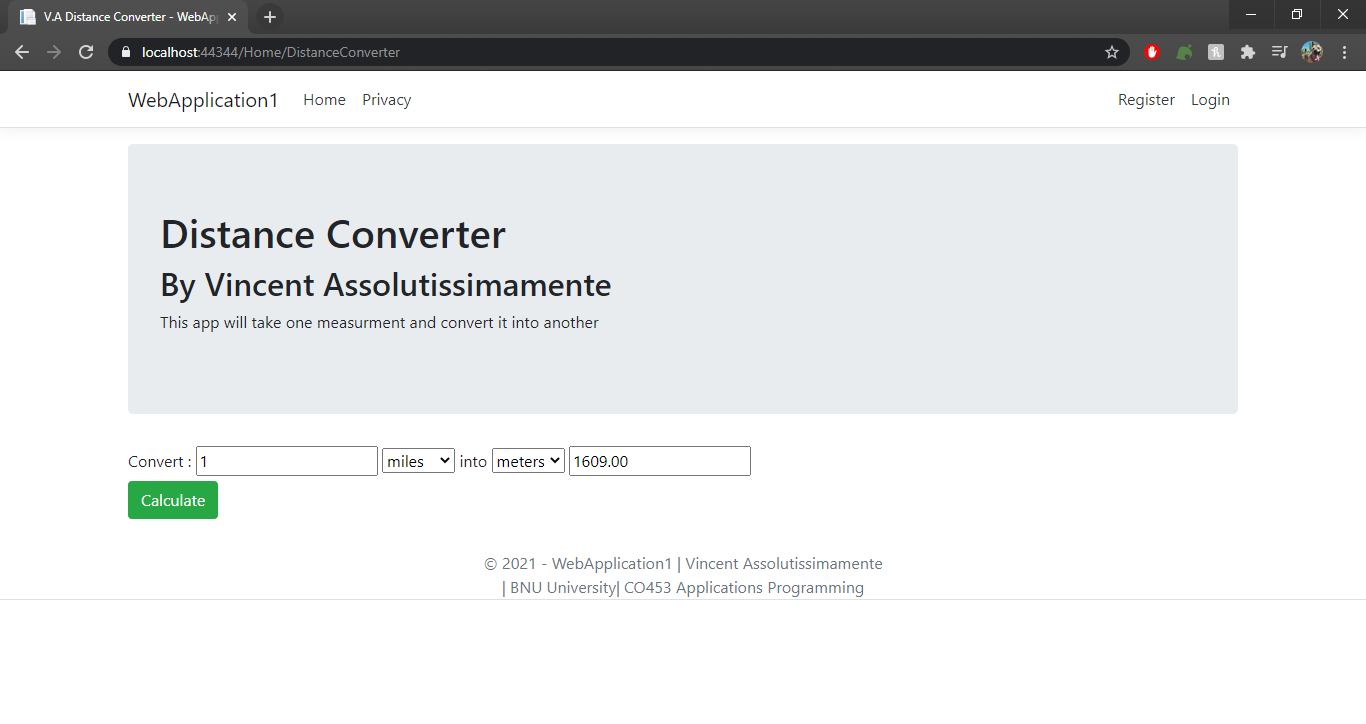 V.A Distance Converter - WebAp
localhost:44344/Home/DistanceConverter
WebApplication1 Home Privacy Register Login
Distance Converter
By Vincent Assolutissimamente
This app will take one measurment and convert it into another
Convert : 1 miles into meters 1609.00
Calculate
© 2021 - WebApplication1 | Vincent Assolutissimamente
| BNU University| CO453 Applications Programming